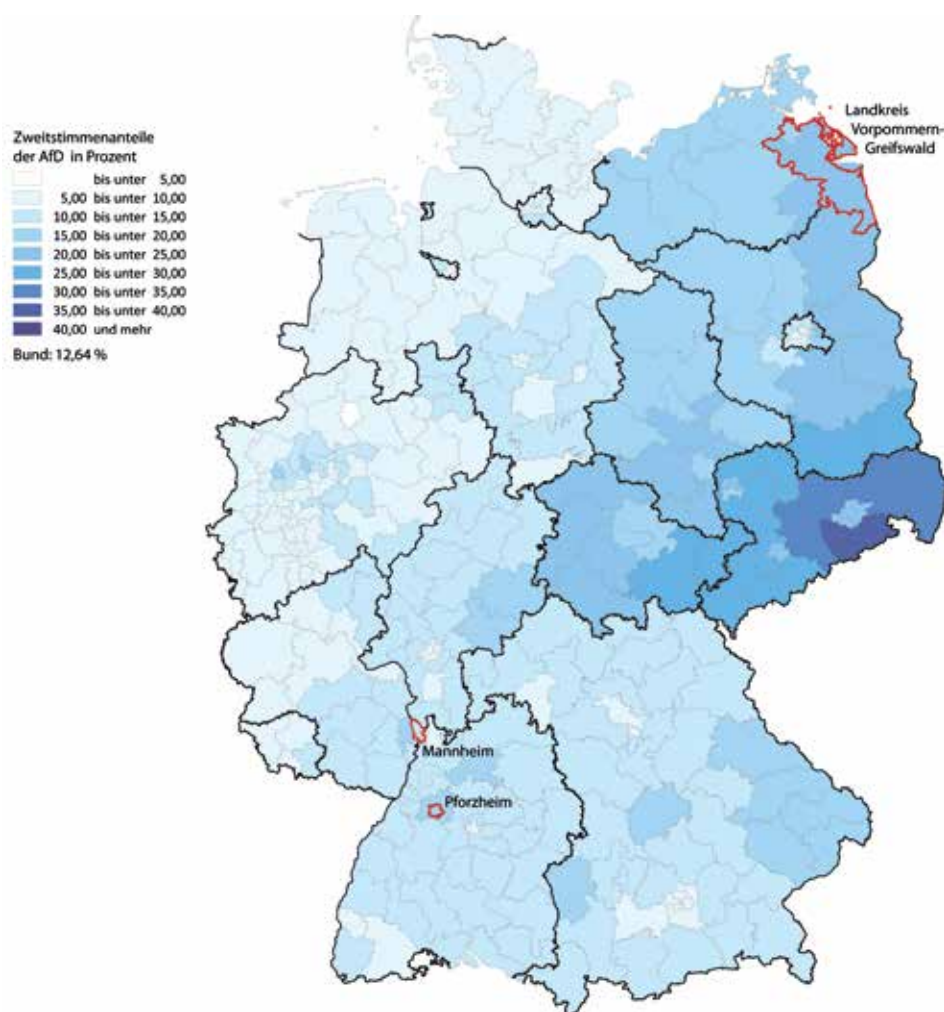 Landkreis
Vorpommern-
Greifswald
Zweitstimmenanteile
der AfD in Prozent
bis unter 5,00
5,00 bis unter 10,00
10,00 bis unter 15,00
15,00 bis unter 20,00
20,00 bis unter 25,00
25,00 bis unter 30,00
30,00 bis unter 35,00
35,00 bis unter 40,00
40,00 und mehr
Bund: 12,64 %
Mannheim
Pforzheim